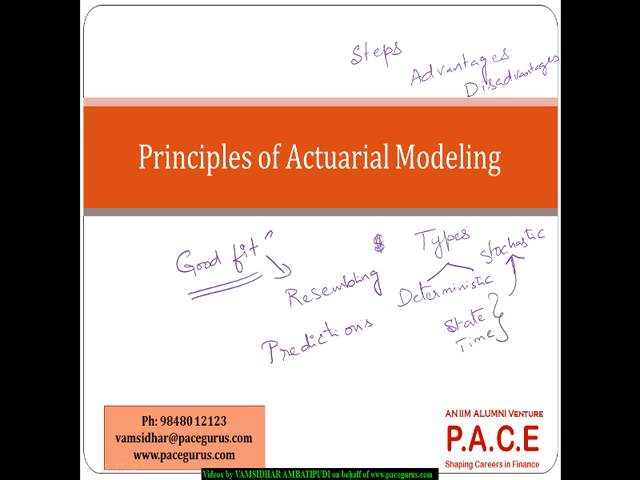 Steps
Advantages
Disadvantages
Principles of Actuarial Modeling
Good fit
Types
Stochastic
Resembling
Deterministic
Predictions
State
Time
Ph: 98480 12123
vamsidhar@pacegurus.com
www.pacegurus.com
AN IIM ALUMNI VENTURE
P.A.C.E
Shaping Careers in Finance
Videos by VAMSIDHAR AMBATIPUDI on behalf of www.pacegurus.com